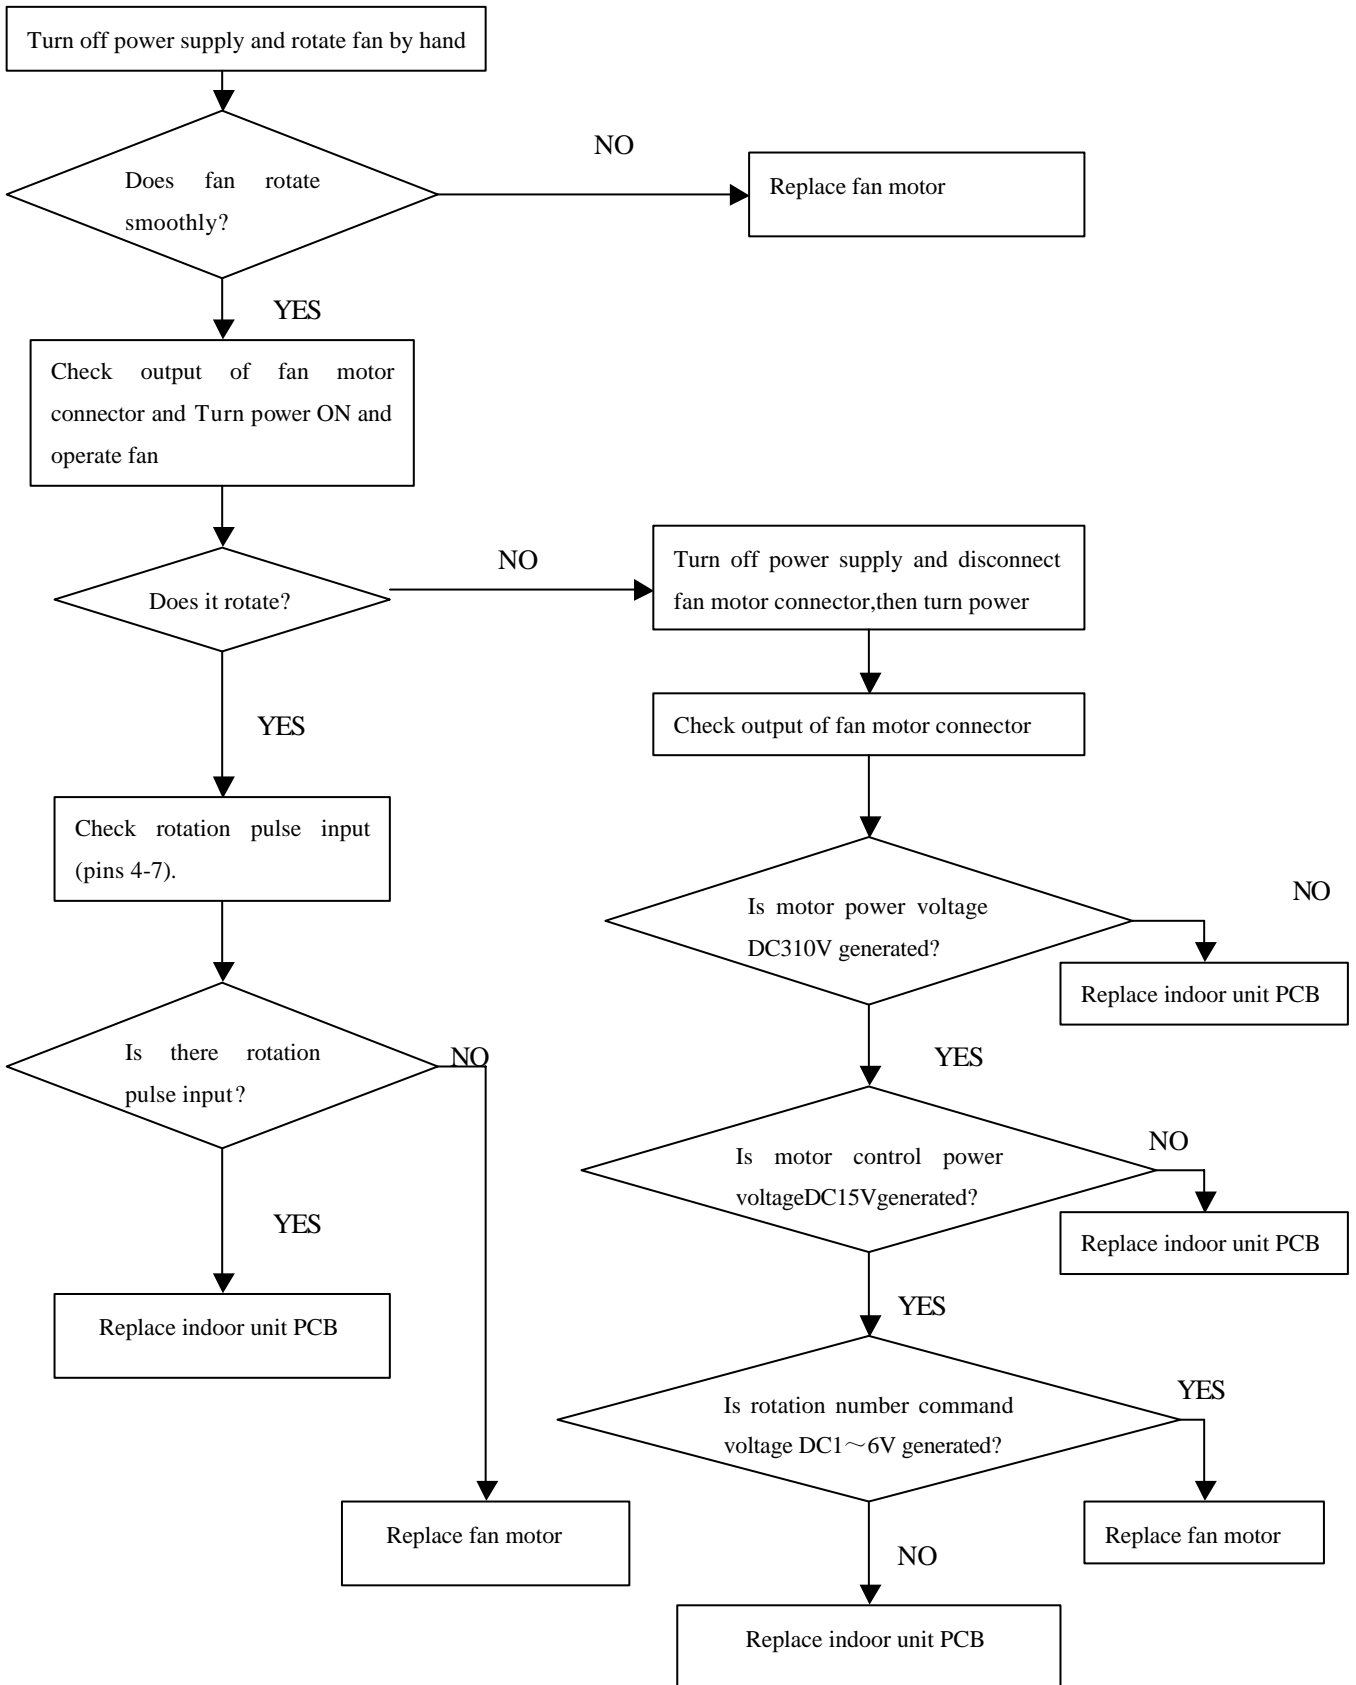 Turn off power supply and rotate fan by hand
NO
Does fan rotate
smoothly?
Replace fan motor
YES
Check output of fan motor
connector and Turn power ON and
operate fan
NO
Turn off power supply and disconnect
fan motor connector,then turn power
Does it rotate?
YES
Check output of fan motor connector
Check rotation pulse input
(pins 4-7).
NO
Is motor power voltage
DC310V generated?
Replace indoor unit PCB
Is there rotation
pulse input?
NO
YES
NO
Is motor control power
voltageDC15Vgenerated?
YES
Replace indoor unit PCB
YES
Replace indoor unit PCB
YES
Is rotation number command
voltage DC1～6V generated?
Replace fan motor
Replace fan motor
NO
Replace indoor unit PCB